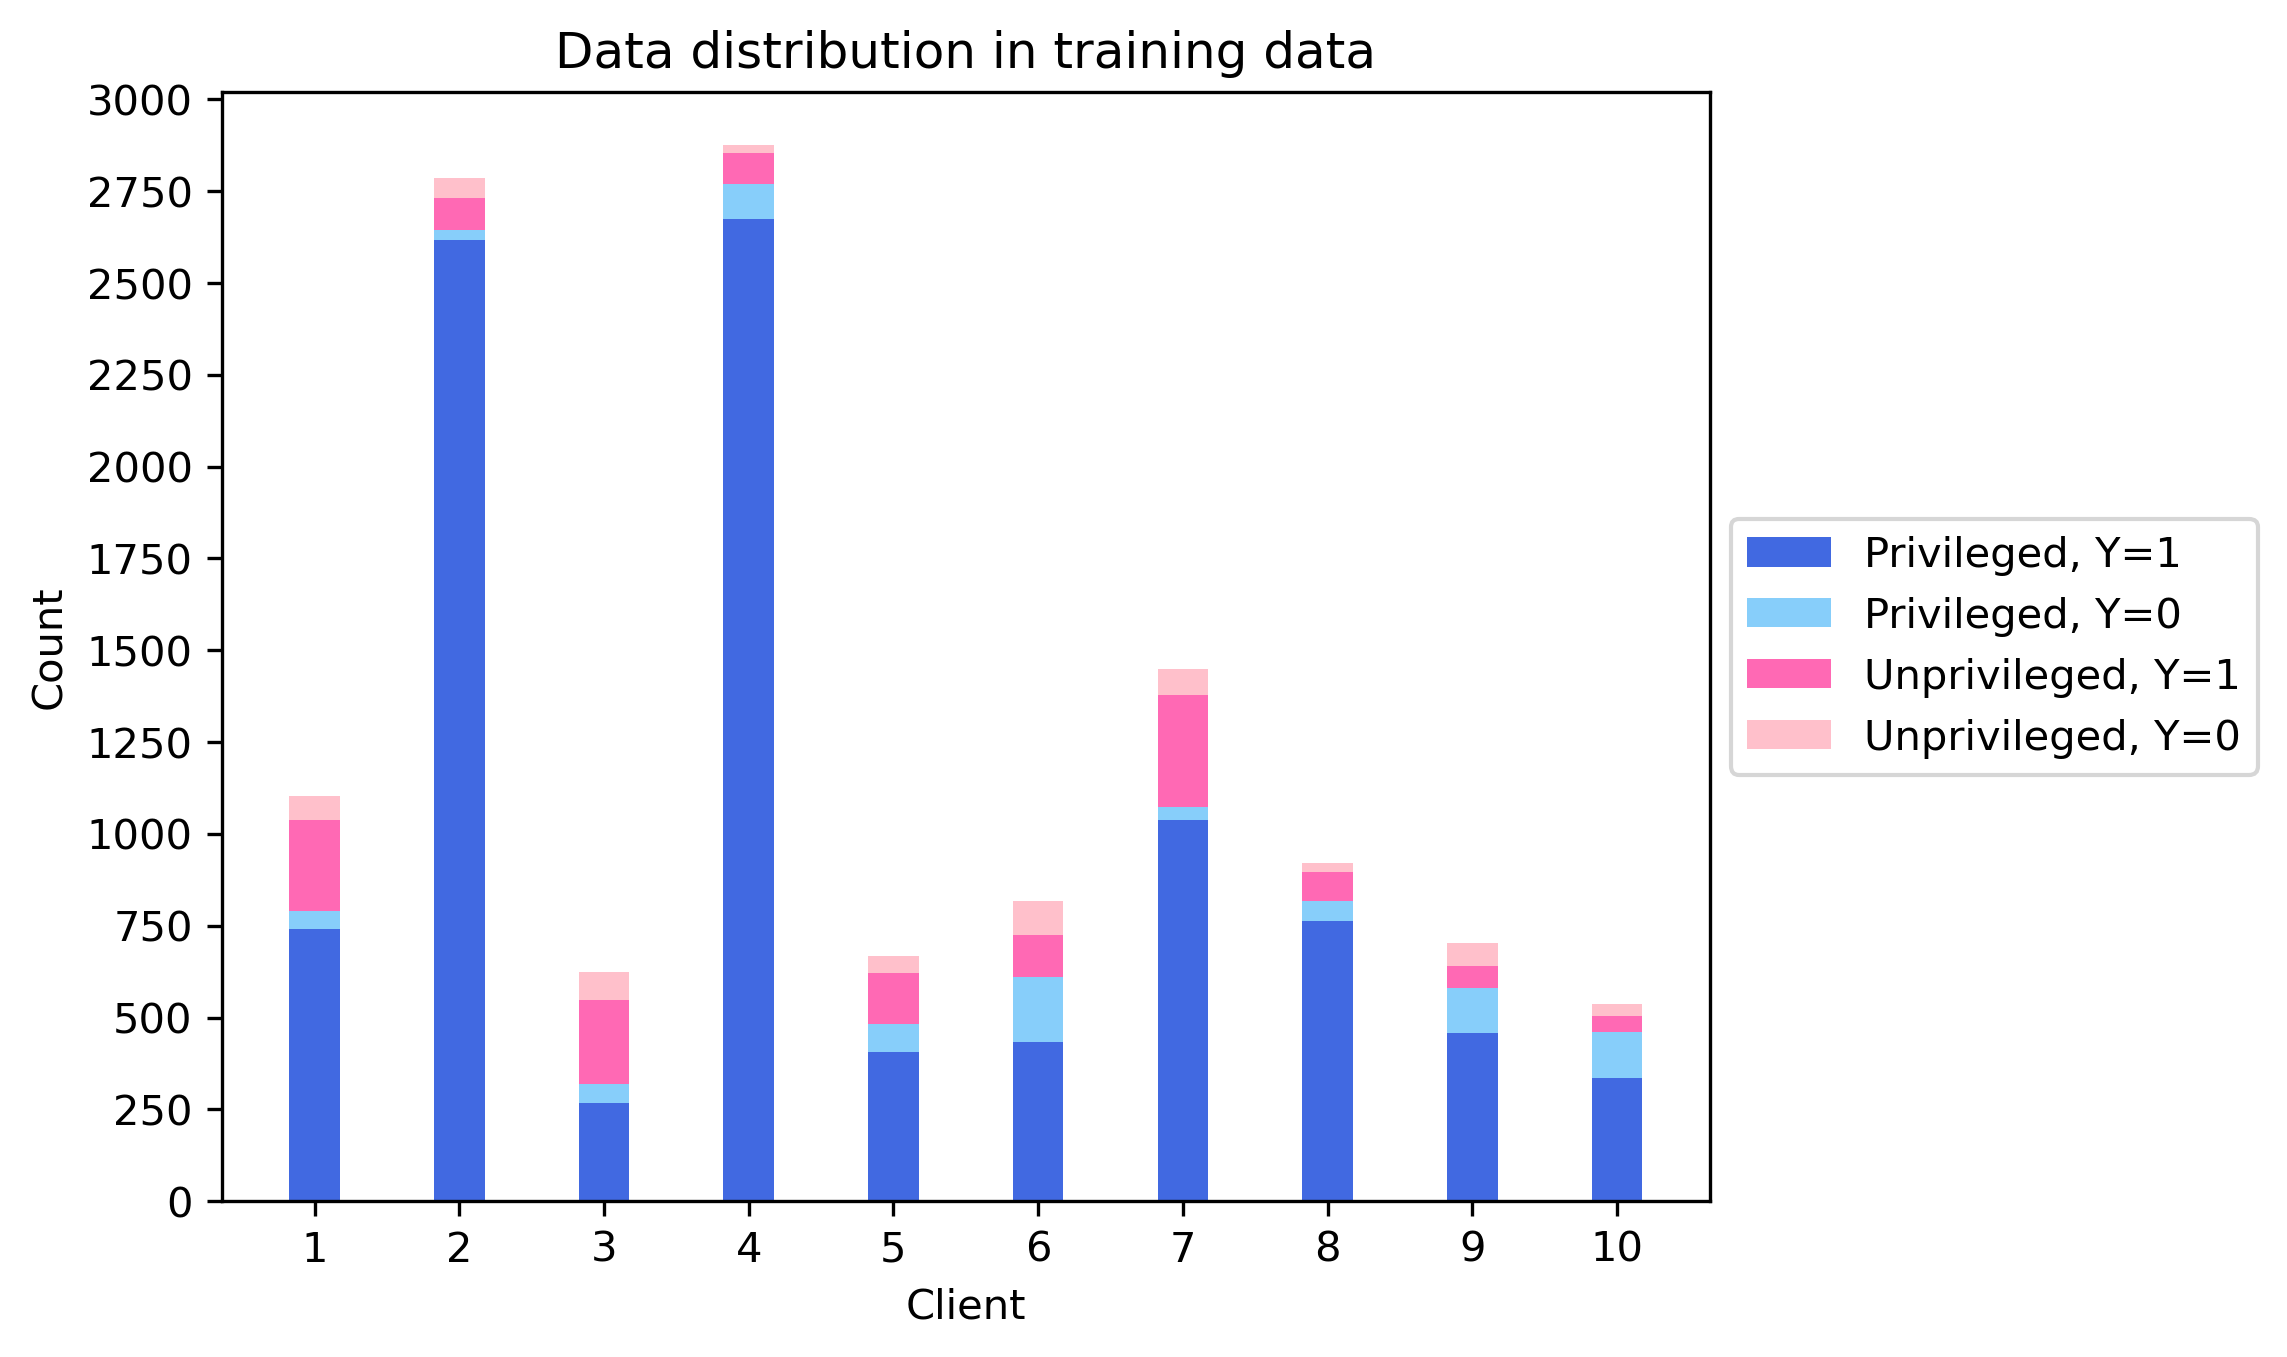 Data distribution in training data
3000
2750
2500
2250
2000
1750
1500
1250
1000
750
500
250
0
Count
1 2 3 4 5 6 7 8 9 10
Client
Privileged, Y=1
Privileged, Y=0
Unprivileged, Y=1
Unprivileged, Y=0